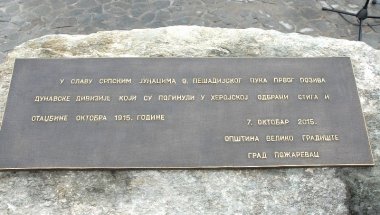 У СЛАВУ СРПСКИМ ЈУНАЦИМА 9. ПЕШАДИЈСКОГ ПУКА ПРВОГ ПОЗИВА
ДУНАВСКЕ ДИВИЗИЈЕ КОЈИ СУ ПОГИНУЛИ У ХЕРОЈСКОЈ ОДБРАНИ СТИГА И
ОТАЏБИНЕ ОКТОБРА 1915. ГОДИНЕ
7. ОКТОБАР 2015.
ОПШТИНА ВЕЛИКО ГРАДИШТЕ
ГРАД ПОЖАРЕВАЦ